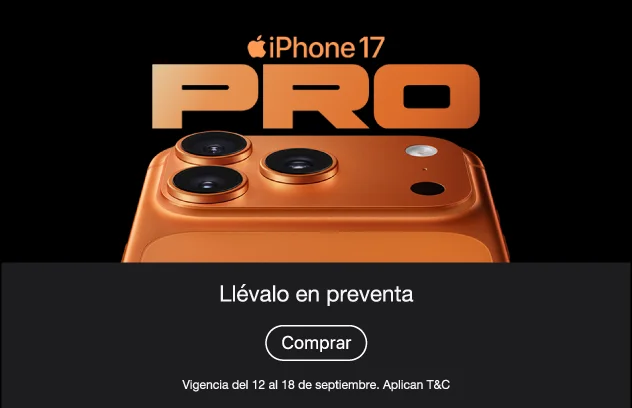 iPhone 17
PRO
Llévalo en preventa
Comprar
Vigencia del 12 al 18 de septiembre. Aplican T&C